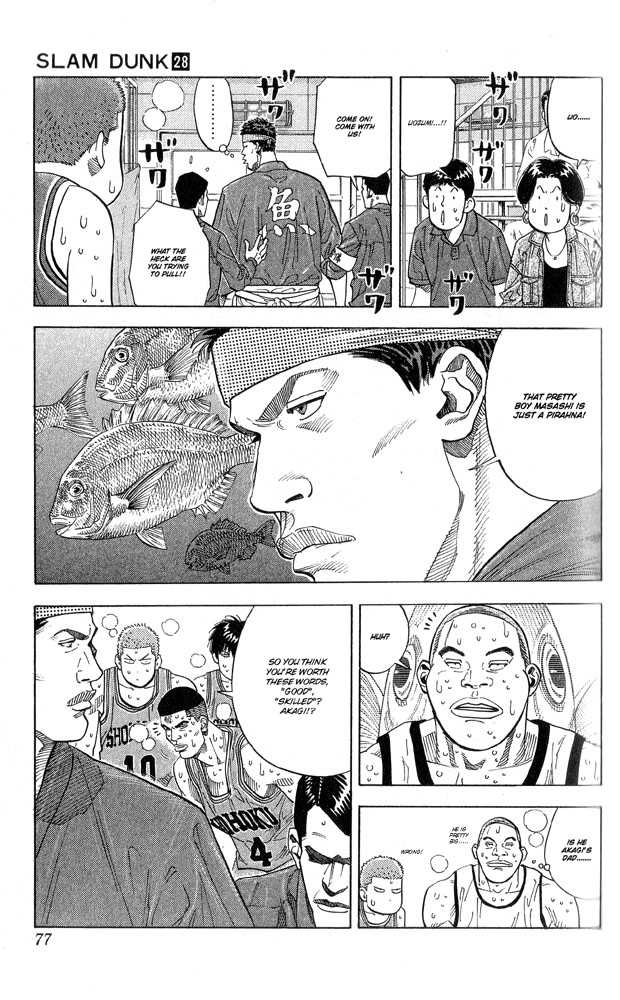 SLAM DUNK 28
UO......
UOZUMI...!!
ザワ
ザワ
COME ON!
COME WITH
US!
ザワ
ザワ
ザワ
魚
WHAT THE
HECK ARE
YOU TRYING
TO PULL!!
THAT PRETTY
BOY MASASHI IS
JUST A PIRAHNA!
HUH?
SO YOU THINK
YOU'RE WORTH
THESE WORDS,
"GOOD",
"SKILLED"?
AKAGI!?
SHO
10
SHOHOKU
4
IS HE
AKAGI'S
DAD.......
HE IS
PRETTY
BIG.....
WRONG!
77